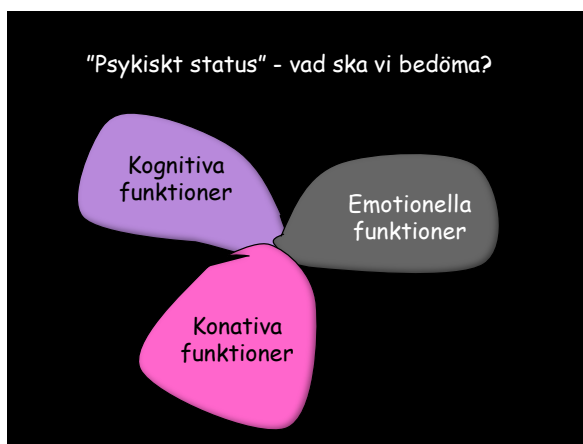 ”Psykiskt status” - vad ska vi bedöma?
Kognitiva
funktioner
Emotionella
funktioner
Konativa
funktioner